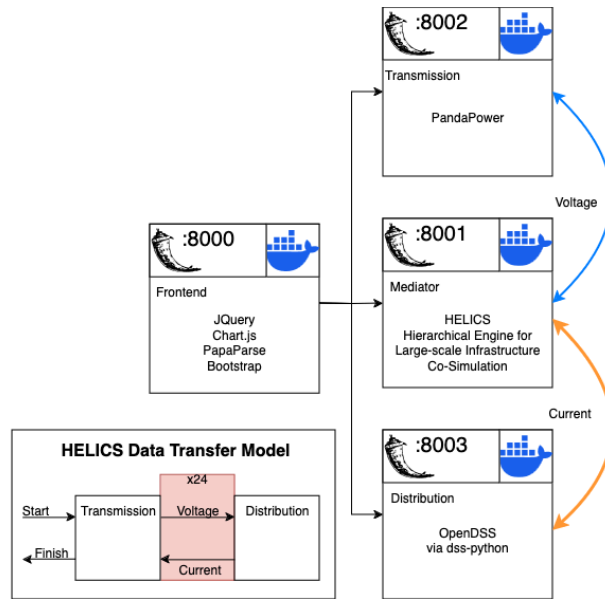 :8002
Transmission
PandaPower
Voltage
:8000
Frontend
JQuery
Chart.js
PapaParse
Bootstrap
:8001
Mediator
HELICS
Hierarchical Engine for
Large-scale Infrastructure
Co-Simulation
Current
:8003
Distribution
OpenDSS
via dss-python
HELICS Data Transfer Model
x24
Start
Transmission
Voltage
Distribution
Finish
Current